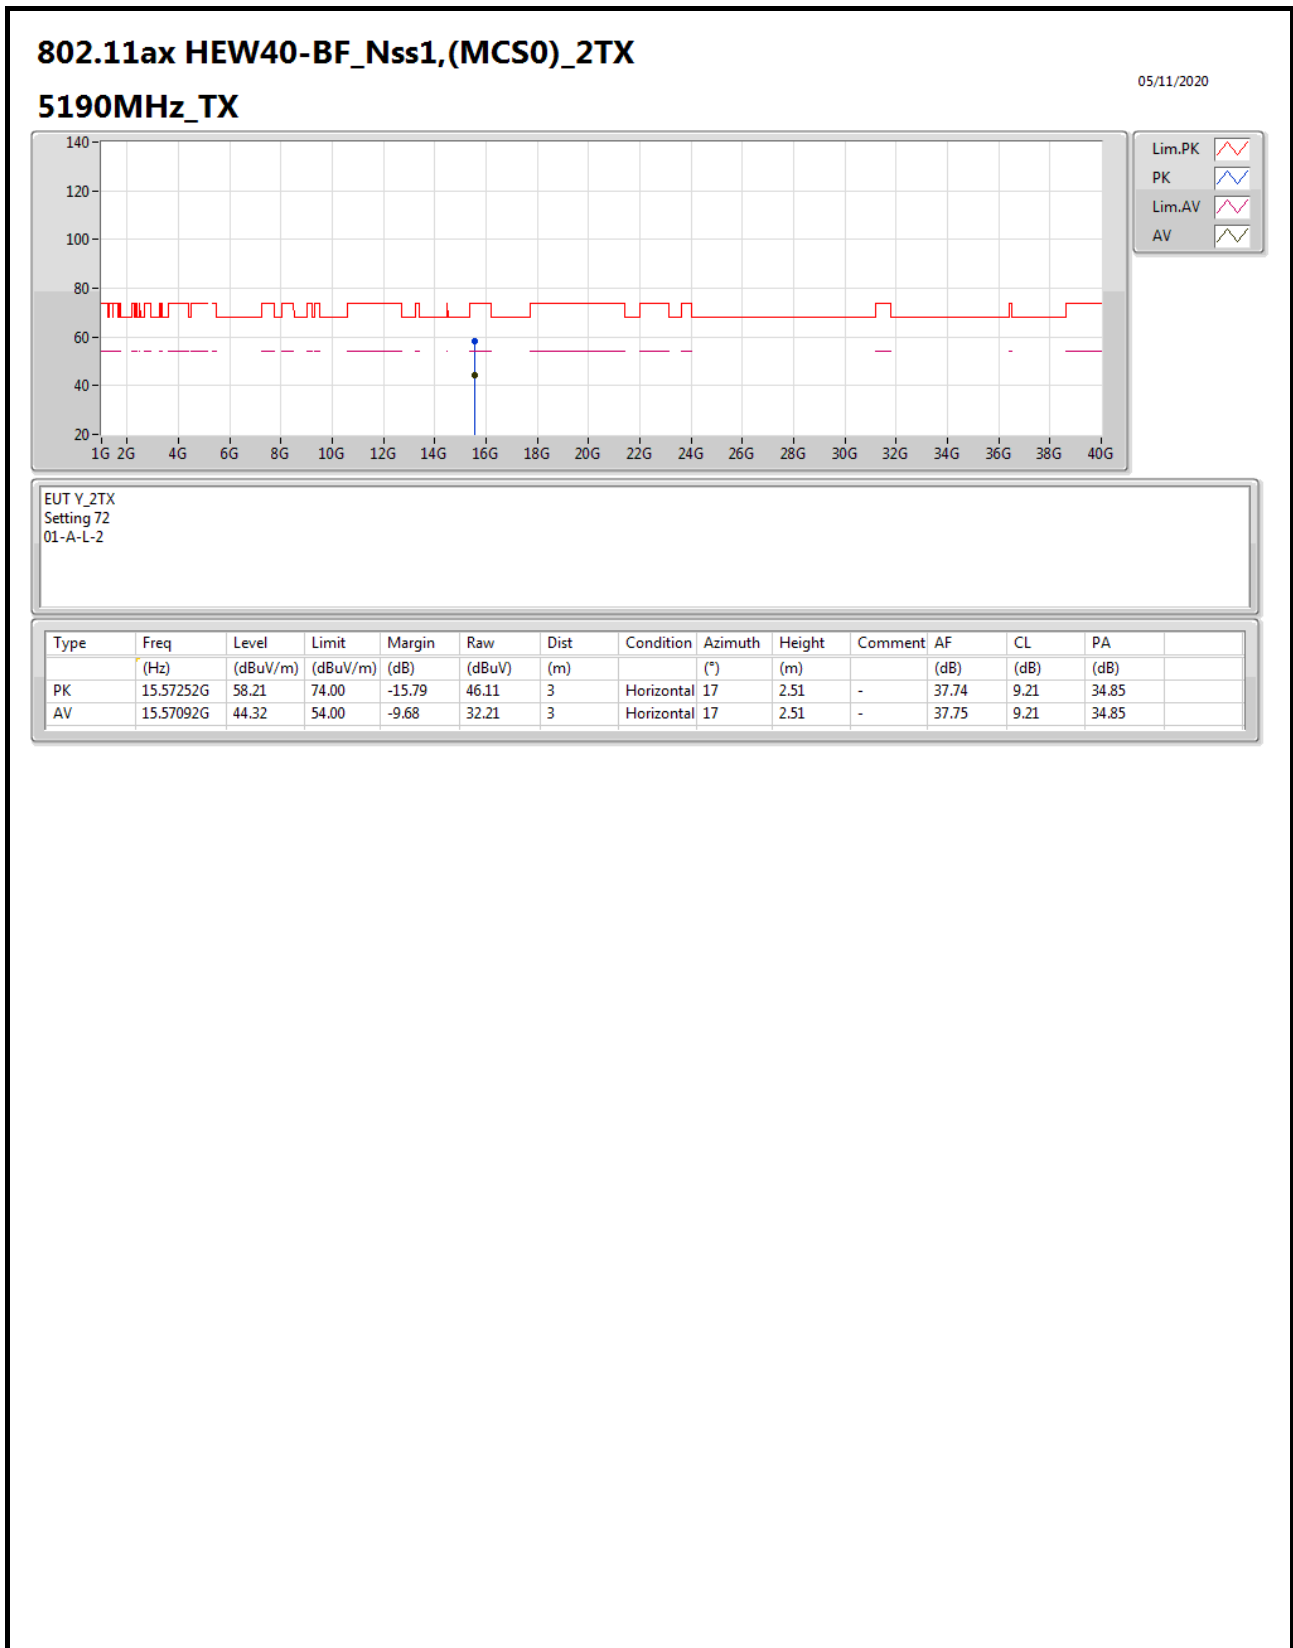 802.11ax HEW40-BF_Nss1,(MCS0)_2TX
05/11/2020
5190MHz_TX
140
120
100
80
60
40
20
1G 2G 4G 6G 8G 10G 12G 14G 16G 18G 20G 22G 24G 26G 28G 30G 32G 34G 36G 38G 40G
Lim.PK
PK
Lim.AV
AV
EUT Y_2TX
Setting 72
01-A-L-2
Type Freq Level Limit Margin Raw Dist Condition Azimuth Height Comment AF CL PA
(Hz) (dBuV/m) (dBuV/m) (dB) (dBuV) (m) (°) (m) (dB) (dB) (dB)
PK 15.57252G 58.21 74.00 -15.79 46.11 3 Horizontal 17 2.51 - 37.74 9.21 34.85
AV 15.57092G 44.32 54.00 -9.68 32.21 3 Horizontal 17 2.51 - 37.75 9.21 34.85